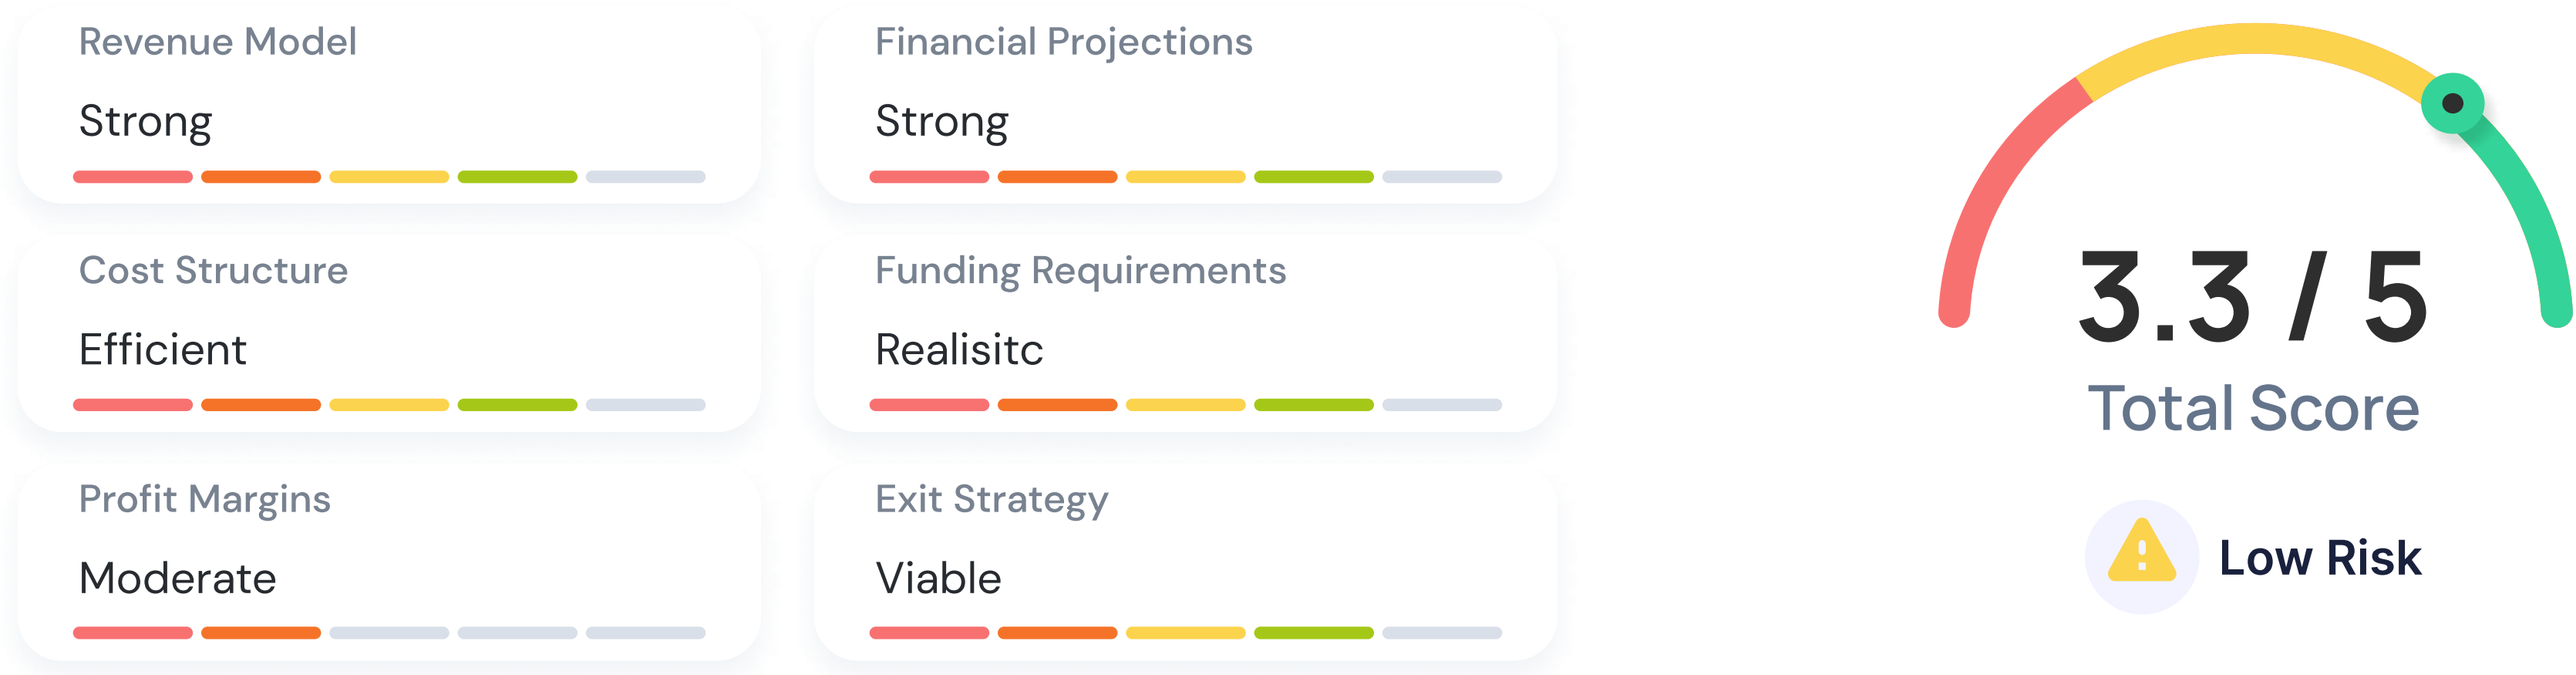 Revenue Model
Strong
Financial Projections
Strong
Cost Structure
Efficient
Funding Requirements
Realisitc
Profit Margins
Moderate
Exit Strategy
Viable
3.3 / 5
Total Score
Low Risk